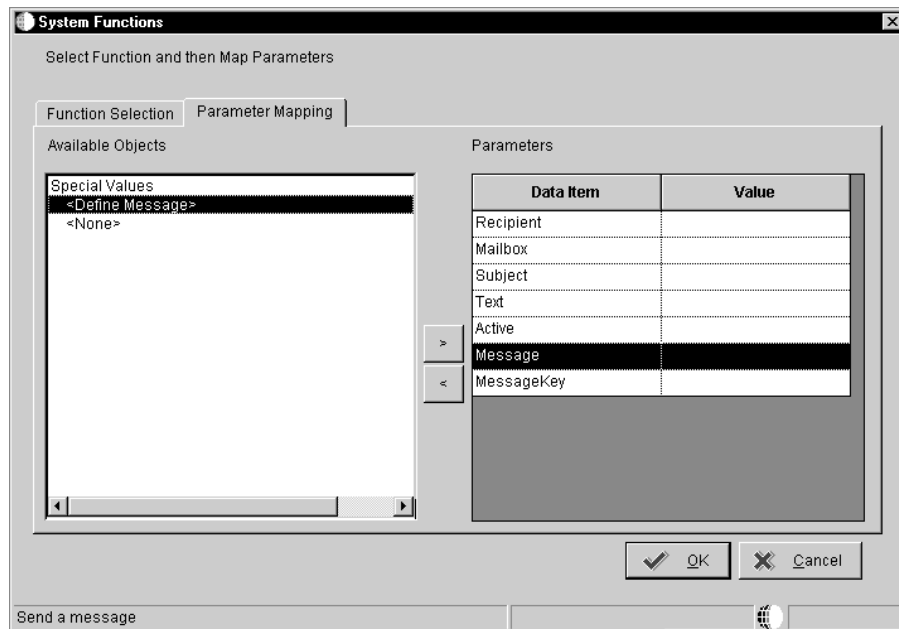 System Functions
Select Function and then Map Parameters
Function Selection
Parameter Mapping
Available Objects
Special Values
<Define Message>
<None>
>
<
Parameters
Data Item Value
Recipient
Mailbox
Subject
Text
Active
Message
MessageKey
OK
Cancel
Send a message